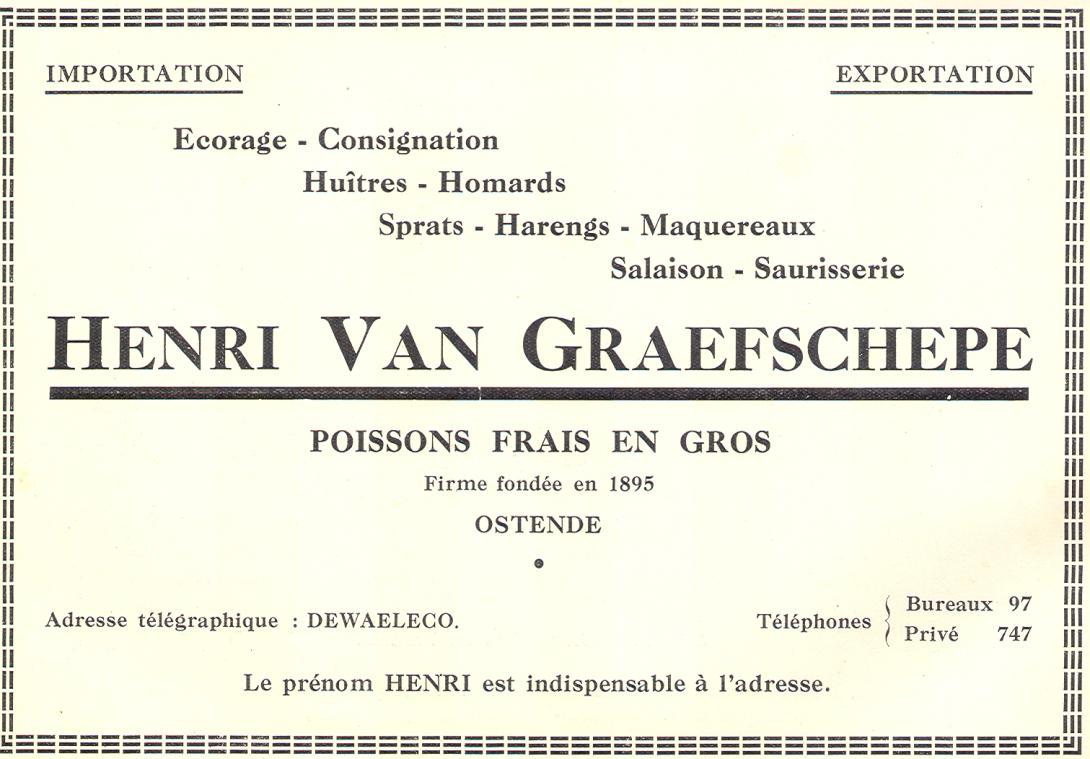 IMPORTATION EXPORTATION
Ecorage - Consignation
Huîtres - Homards
Sprats - Harengs - Maquereaux
Salaison - Saurisserie
HENRI VAN GRAEFSCHEPE
POISSONS FRAIS EN GROS
Firme fondée en 1895
OSTENDE
Adresse télégraphique : DEWAELECO. Téléphones { Bureaux 97
Privé 747
Le prénom HENRI est indispensable à l'adresse.